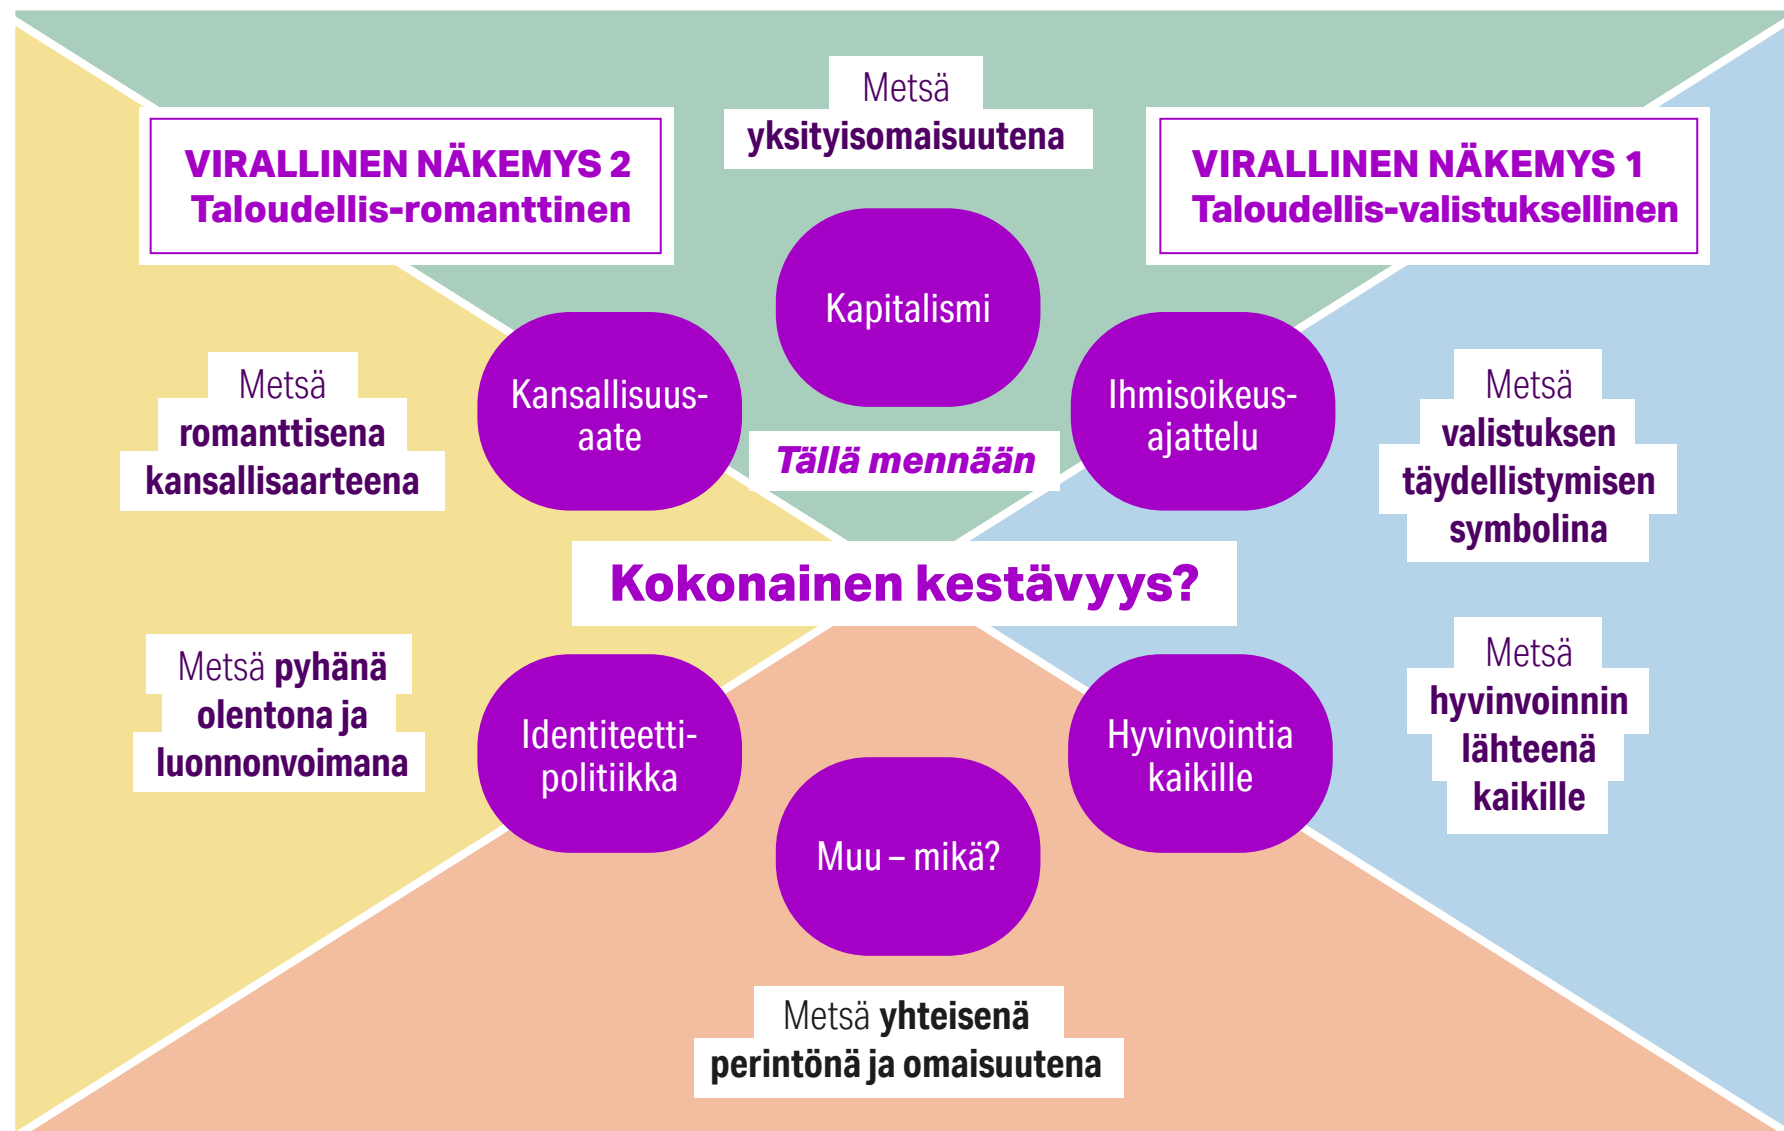 Metsä
yksityisomaisuutena
VIRALLINEN NÄKEMYS 2
Taloudellis-romanttinen
VIRALLINEN NÄKEMYS 1
Taloudellis-valistuksellinen
Kapitalismi
Metsä
romanttisena
kansallisaarteena
Kansallisuus-
aate
Tällä mennään
Ihmisoikeus-
ajattelu
Metsä
valistuksen
täydellistymisen
symbolina
Kokonainen kestävyys?
Metsä pyhänä
olentona ja
luonnonvoimana
Identiteetti-
politiikka
Muu – mikä?
Hyvinvointia
kaikille
Metsä
hyvinvoinnin
lähteenä
kaikille
Metsä yhteisenä
perintönä ja omaisuutena